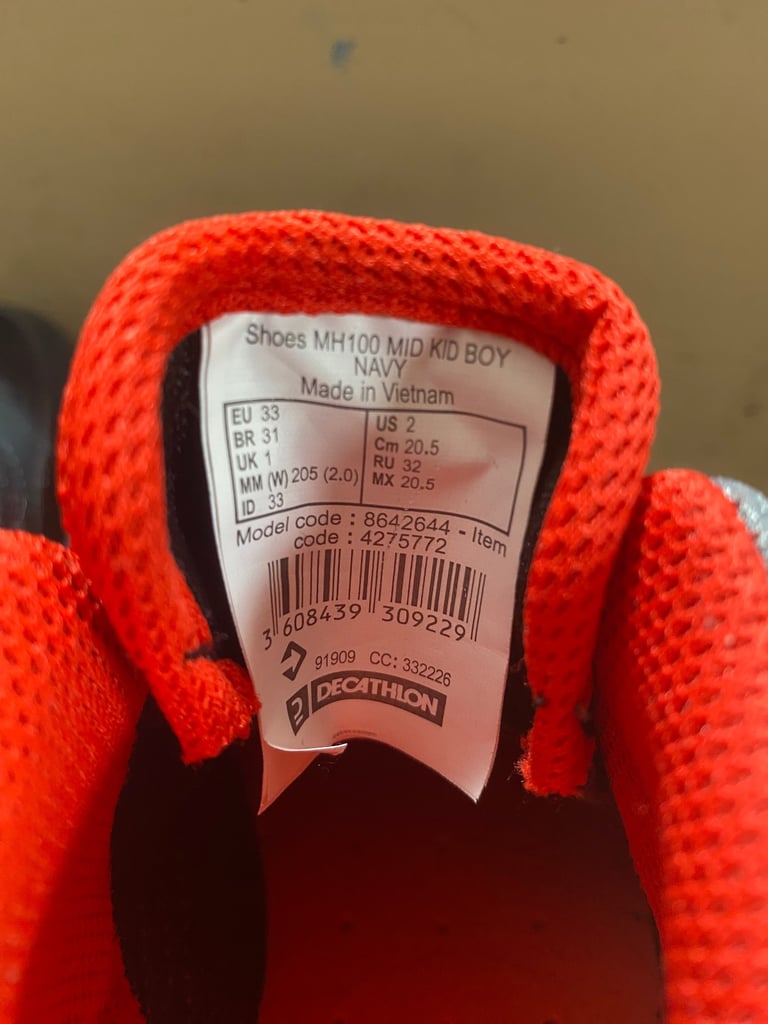 Shoes MH100 MID KID BOY
NAVY
Made in Vietnam
EU 33
BR 31
UK 1
MM (W) 205 (2.0)
ID 33
US 2
Cm 20.5
RU 32
MX 20.5
Model code : 8642644 - Item
code : 4275772
3 608439 309229
91909 CC: 332226
DECATHLON